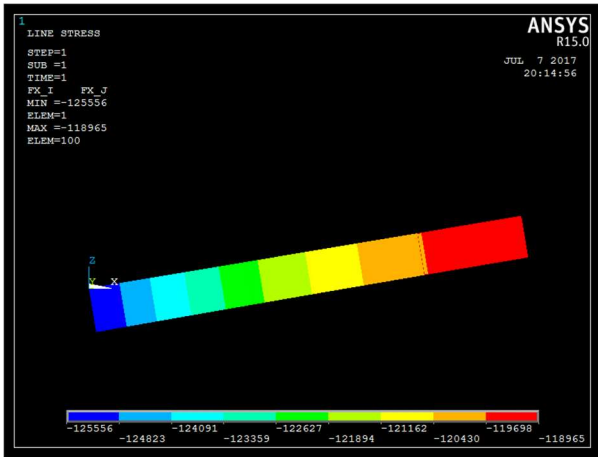 1
LINE STRESS
ANSYS
R15.0
STEP=1
SUB =1
TIME=1
FX_I FX_J
MIN =-125556
ELEM=1
MAX =-118965
ELEM=100
JUL 7 2017
20:14:56
Z
Y X
-125556 -124091 -122627 -121162 -119698
-124823 -123359 -121894 -120430 -118965